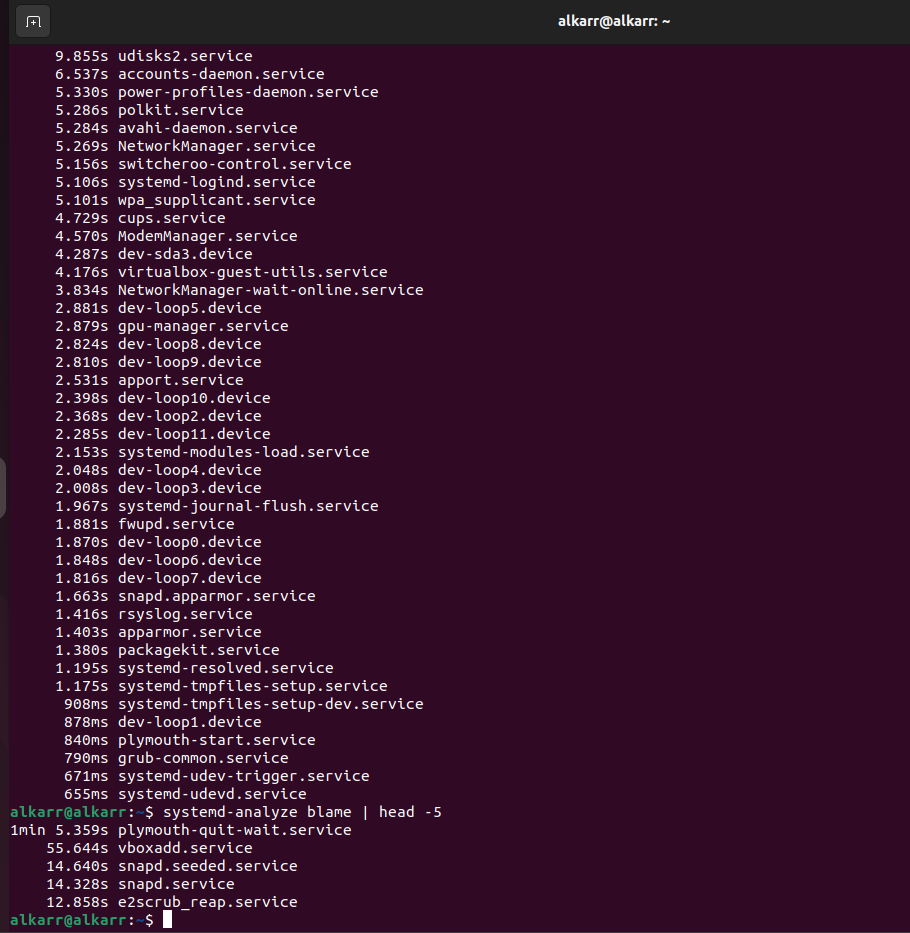 alkarr@alkarr: ~
9.855s udisks2.service
6.537s accounts-daemon.service
5.330s power-profiles-daemon.service
5.286s polkit.service
5.284s avahi-daemon.service
5.269s NetworkManager.service
5.156s switcheroo-control.service
5.106s systemd-logind.service
5.101s wpa_supplicant.service
4.729s cups.service
4.570s ModemManager.service
4.287s dev-sda3.device
4.176s virtualbox-guest-utils.service
3.834s NetworkManager-wait-online.service
2.881s dev-loop5.device
2.879s gpu-manager.service
2.824s dev-loop8.device
2.810s dev-loop9.device
2.531s apport.service
2.398s dev-loop10.device
2.368s dev-loop2.device
2.285s dev-loop11.device
2.153s systemd-modules-load.service
2.048s dev-loop4.device
2.008s dev-loop3.device
1.967s systemd-journal-flush.service
1.881s fwupd.service
1.870s dev-loop0.device
1.848s dev-loop6.device
1.816s dev-loop7.device
1.663s snapd.apparmor.service
1.416s rsyslog.service
1.403s apparmor.service
1.380s packagekit.service
1.195s systemd-resolved.service
1.175s systemd-tmpfiles-setup.service
908ms systemd-tmpfiles-setup-dev.service
878ms dev-loop1.device
840ms plymouth-start.service
790ms grub-common.service
671ms systemd-udev-trigger.service
655ms systemd-udevd.service
alkarr@alkarr:~$ systemd-analyze blame | head -5
1min 5.359s plymouth-quit-wait.service
55.644s vboxadd.service
14.640s snapd.seeded.service
14.328s snapd.service
12.858s e2scrub_reap.service
alkarr@alkarr:~$